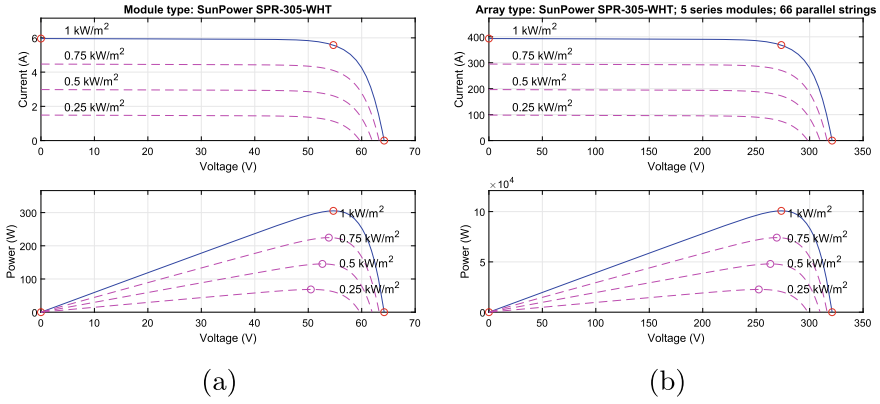 Module type: SunPower SPR-305-WHT
Current (A)
6
4
2
0
1 kW/m2
0.75 kW/m2
0.5 kW/m2
0.25 kW/m2
0 10 20 30 40 50 60 70
Voltage (V)
Power (W)
300
200
100
0
1 kW/m2
0.75 kW/m2
0.5 kW/m2
0.25 kW/m2
0 10 20 30 40 50 60 70
Voltage (V)
(a)
Array type: SunPower SPR-305-WHT; 5 series modules; 66 parallel strings
Current (A)
400
300
200
100
0
1 kW/m2
0.75 kW/m2
0.5 kW/m2
0.25 kW/m2
0 50 100 150 200 250 300 350
Voltage (V)
× 10^4
Power (W)
10
5
0
1 kW/m2
0.75 kW/m2
0.5 kW/m2
0.25 kW/m2
0 50 100 150 200 250 300 350
Voltage (V)
(b)